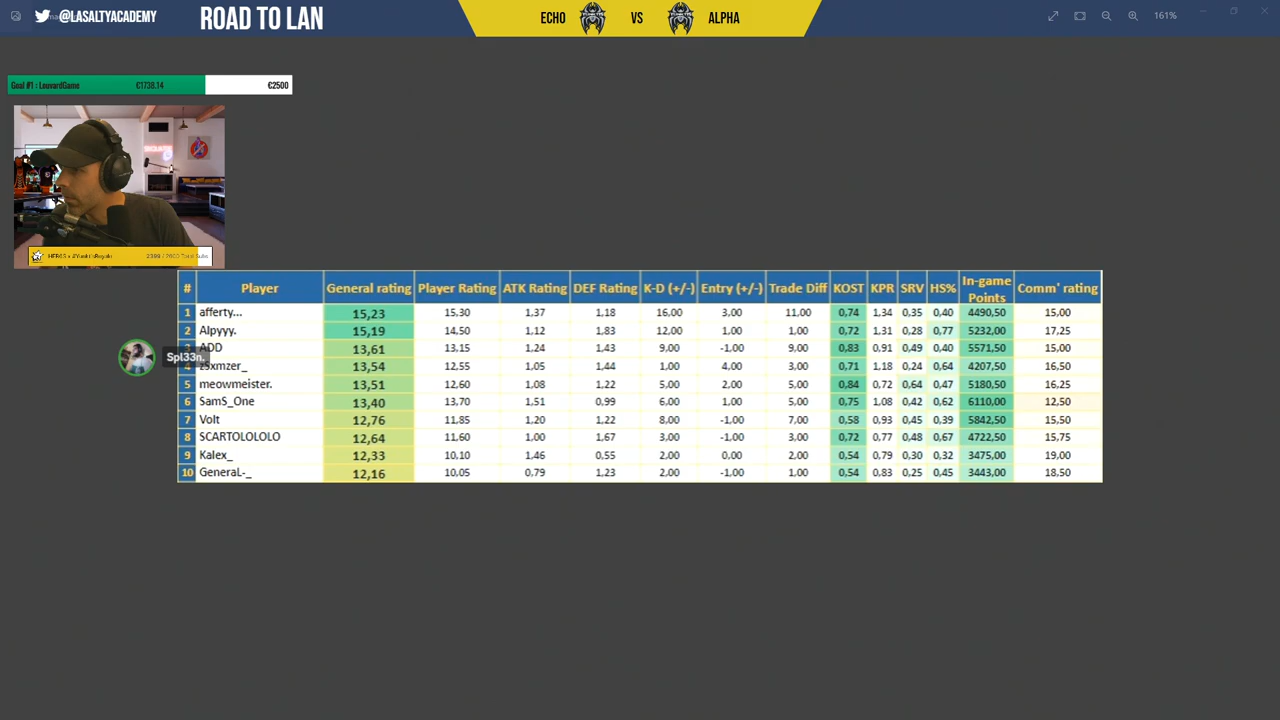 @LASALTYACADEMY ROAD TO LAN ECHO VS ALPHA 161%
Goal #1 : LouvardGame €1738.14 €2500
# Player General rating Player Rating ATK Rating DEF Rating K-D (+/-) Entry (+/-) Trade Diff KOST KPR SRV HS% In-game Points Comm' rating
1 afferty... 15,23 15.30 1,37 1,18 16,00 3,00 11,00 0,74 1,34 0,35 0,40 4490,50 15,00
2 Alpyyy. 15,19 14,50 1,12 1,83 12,00 1,00 1,00 0,72 1,31 0,28 0,77 5232,00 17,25
ADD 13,61 13,15 1,24 1,43 9,00 -1,00 9,00 0,83 0,91 0,49 0,40 5571,50 15,00
Spl33n.
13,54 12,55 1,05 1,44 1,00 4,00 3,00 0,71 1,18 0,24 0,64 4207,50 16,50
5 meowmeister. 13,51 12,60 1,08 1,22 5,00 2,00 5,00 0,84 0,72 0,64 0,47 5180,50 16,25
6 SamS_One 13,40 13,70 1,51 0,99 6,00 1,00 5,00 0,75 1,08 0,42 0,62 6110,00 12,50
7 Volt 12,76 11,85 1,20 1,22 8,00 -1,00 7,00 0,58 0,93 0,45 0,39 5842,50 15,50
8 SCARTOLOLOLO 12,64 11,60 1,00 1,67 3,00 -1,00 3,00 0,72 0,77 0,48 0,67 4722,50 15,75
9 Kalex_ 12,33 10,10 1,46 0,55 2,00 0,00 2,00 0,54 0,79 0,30 0,32 3475,00 19,00
10 GeneraL-_ 12,16 10,05 0,79 1,23 2,00 -1,00 1,00 0,54 0,83 0,25 0,45 3443,00 18,50